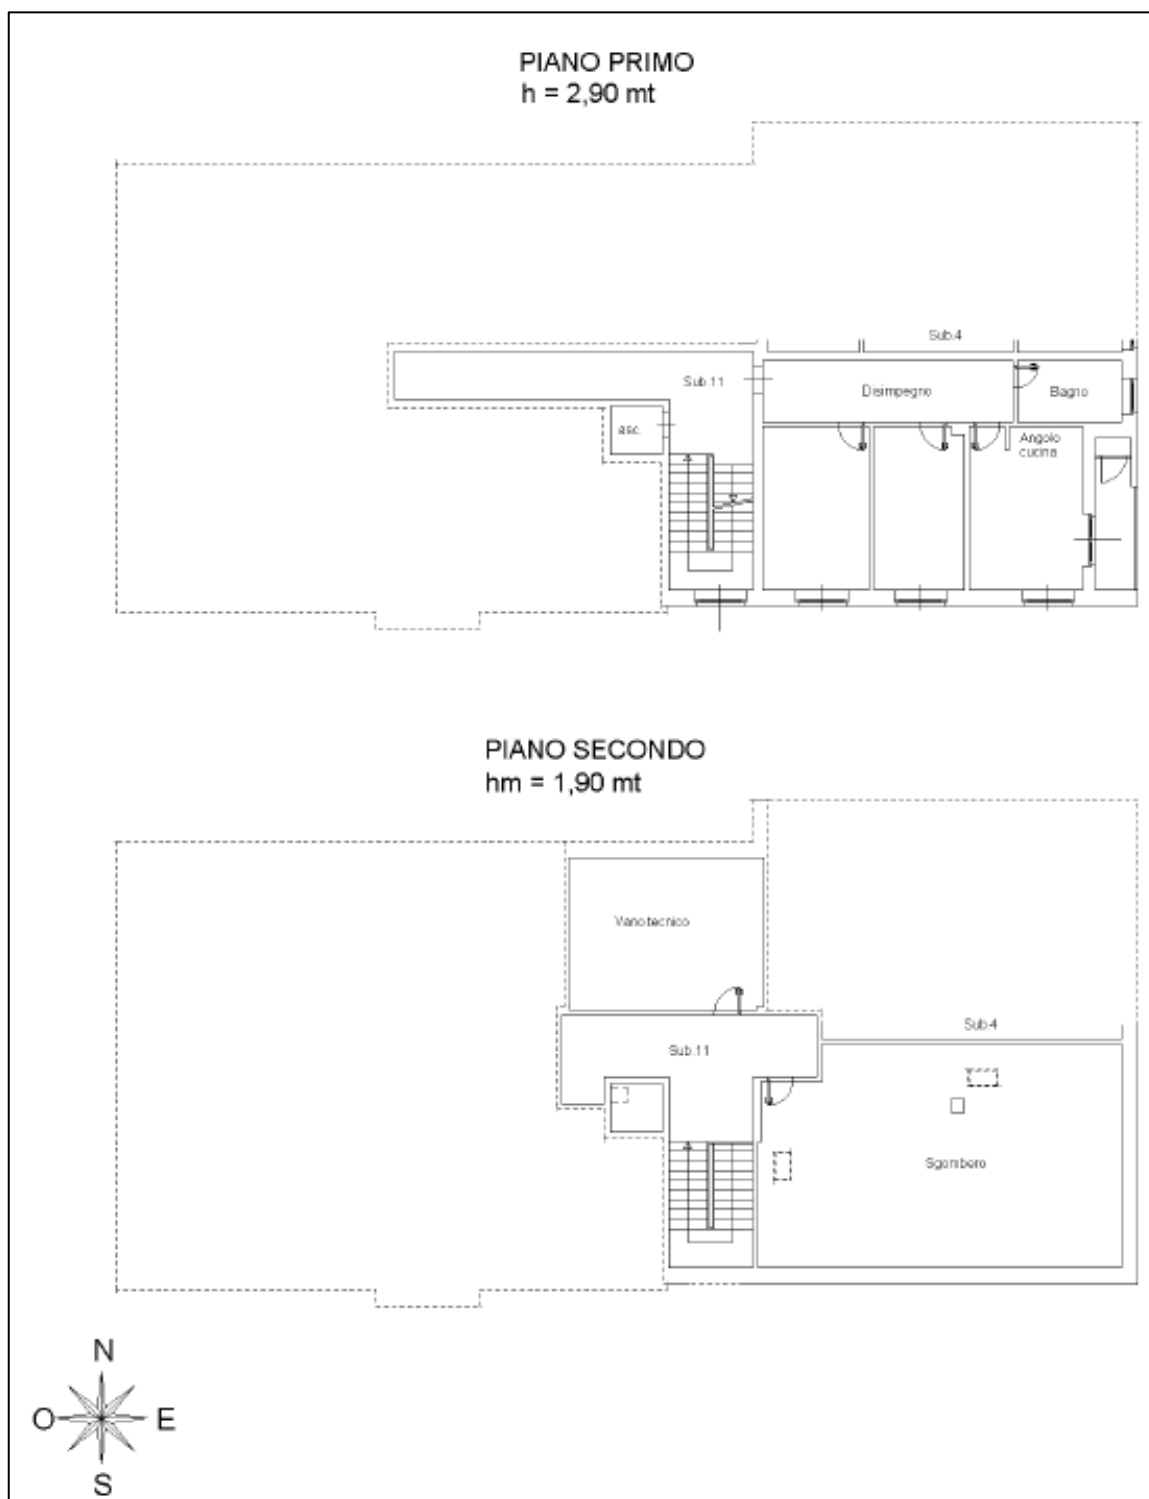 PIANO PRIMO
h = 2,90 mt
Sub.4
Sub.11
Disimpegno
Bagno
asc.
Angolo
cucina
PIANO SECONDO
hm = 1,90 mt
Vano tecnico
Sub.4
Sub.11
Sgombero
N
O
E
S